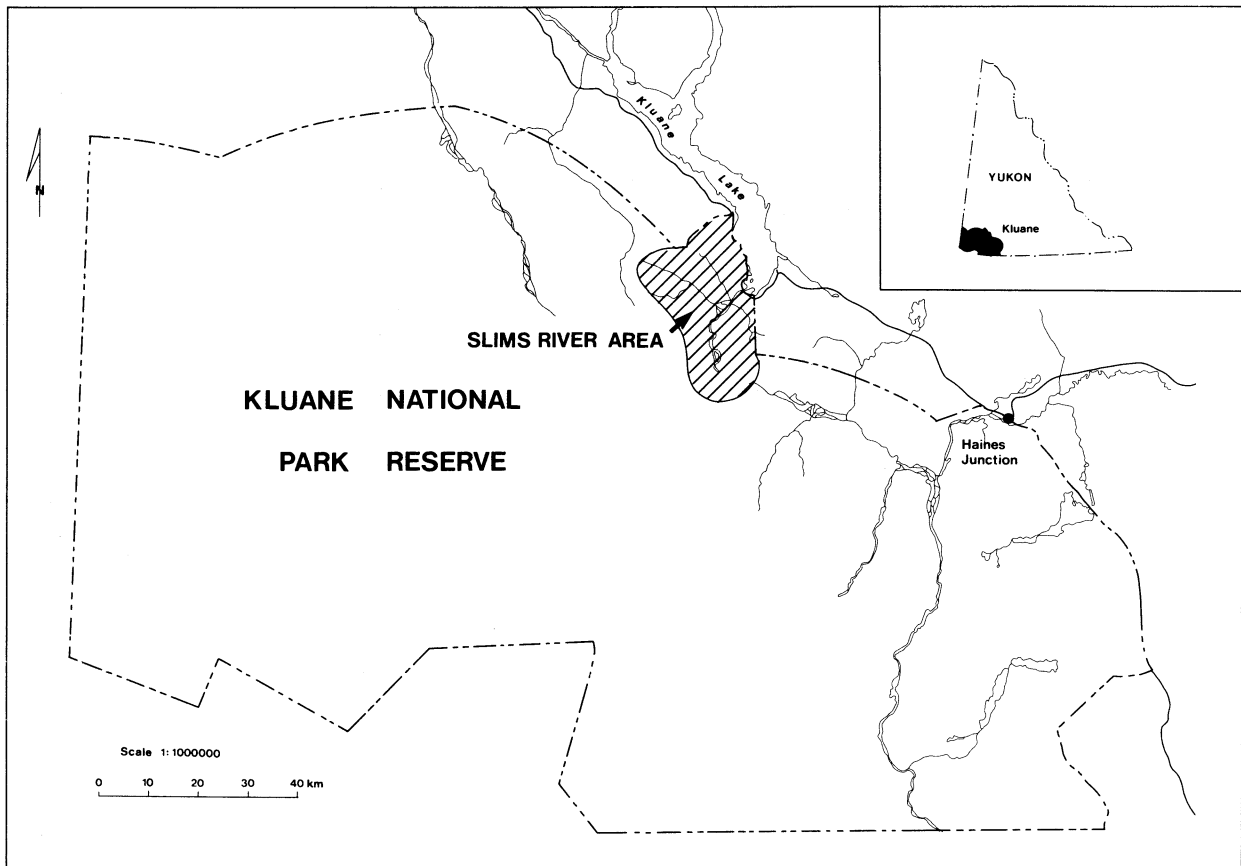 Kluane
Lake
YUKON
Kluane
N
SLIMS RIVER AREA
KLUANE NATIONAL
PARK RESERVE
Haines
Junction
Scale 1:1000000
0 10 20 30 40 km